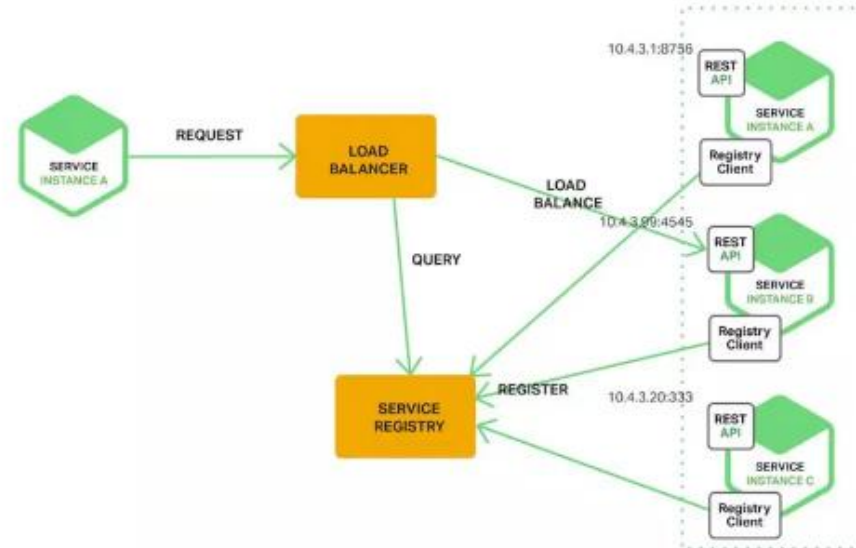 10.4.3.1:8756
REST
API
SERVICE
INSTANCE A
Registry
Client
REQUEST
SERVICE
INSTANCE A
LOAD
BALANCER
LOAD
BALANCE
10.4.3.99:4545
REST
API
SERVICE
INSTANCE B
Registry
Client
QUERY
REGISTER
SERVICE
REGISTRY
10.4.3.20:333
REST
API
SERVICE
INSTANCE C
Registry
Client